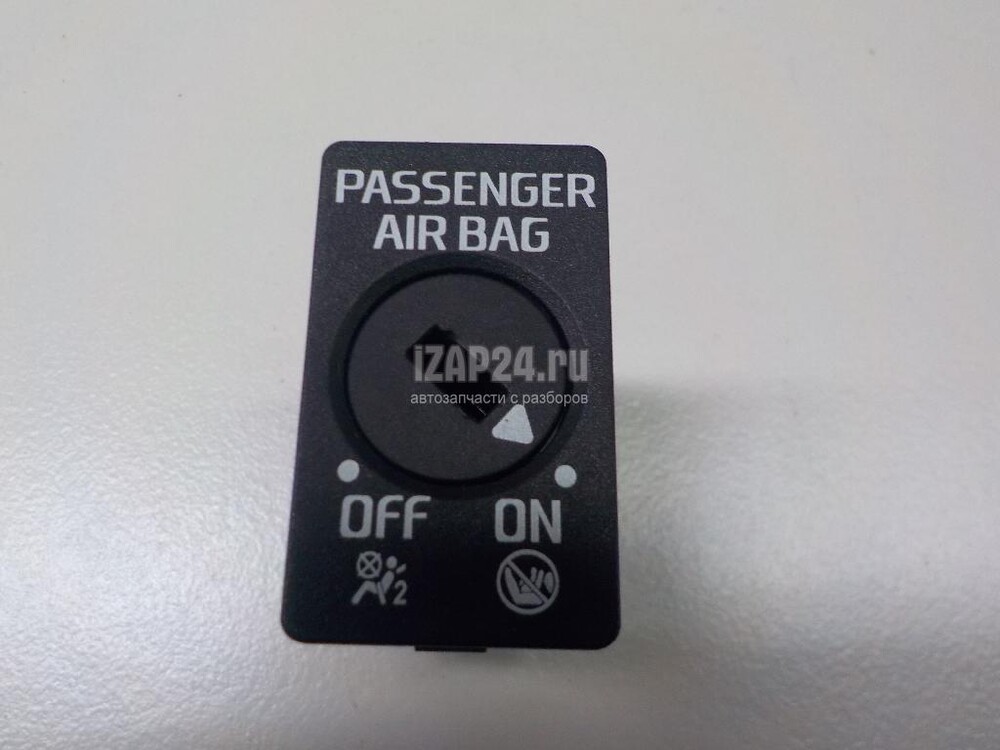 PASSENGER
AIR BAG
iZAP24.ru
автозапчасти с разборов
OFF ON
2